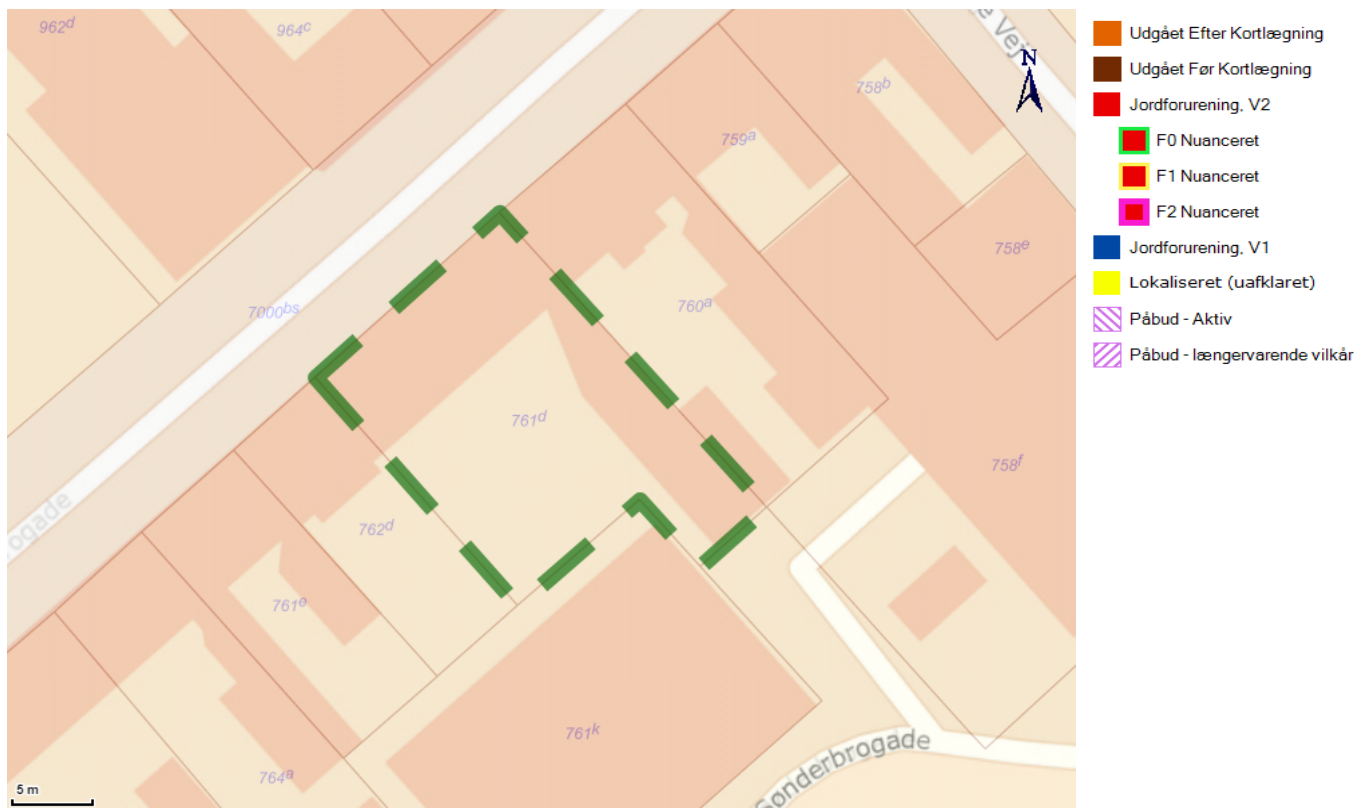 962d
964c
e Vej
N
758b
759a
758e
7000bs
760a
761d
758f
rogade
762d
761e
761k
Sønderbrogade
764a
5 m
Udgået Efter Kortlægning
Udgået Før Kortlægning
Jordforurening, V2
F0 Nuanceret
F1 Nuanceret
F2 Nuanceret
Jordforurening, V1
Lokaliseret (uafklaret)
Påbud - Aktiv
Påbud - længervarende vilkår